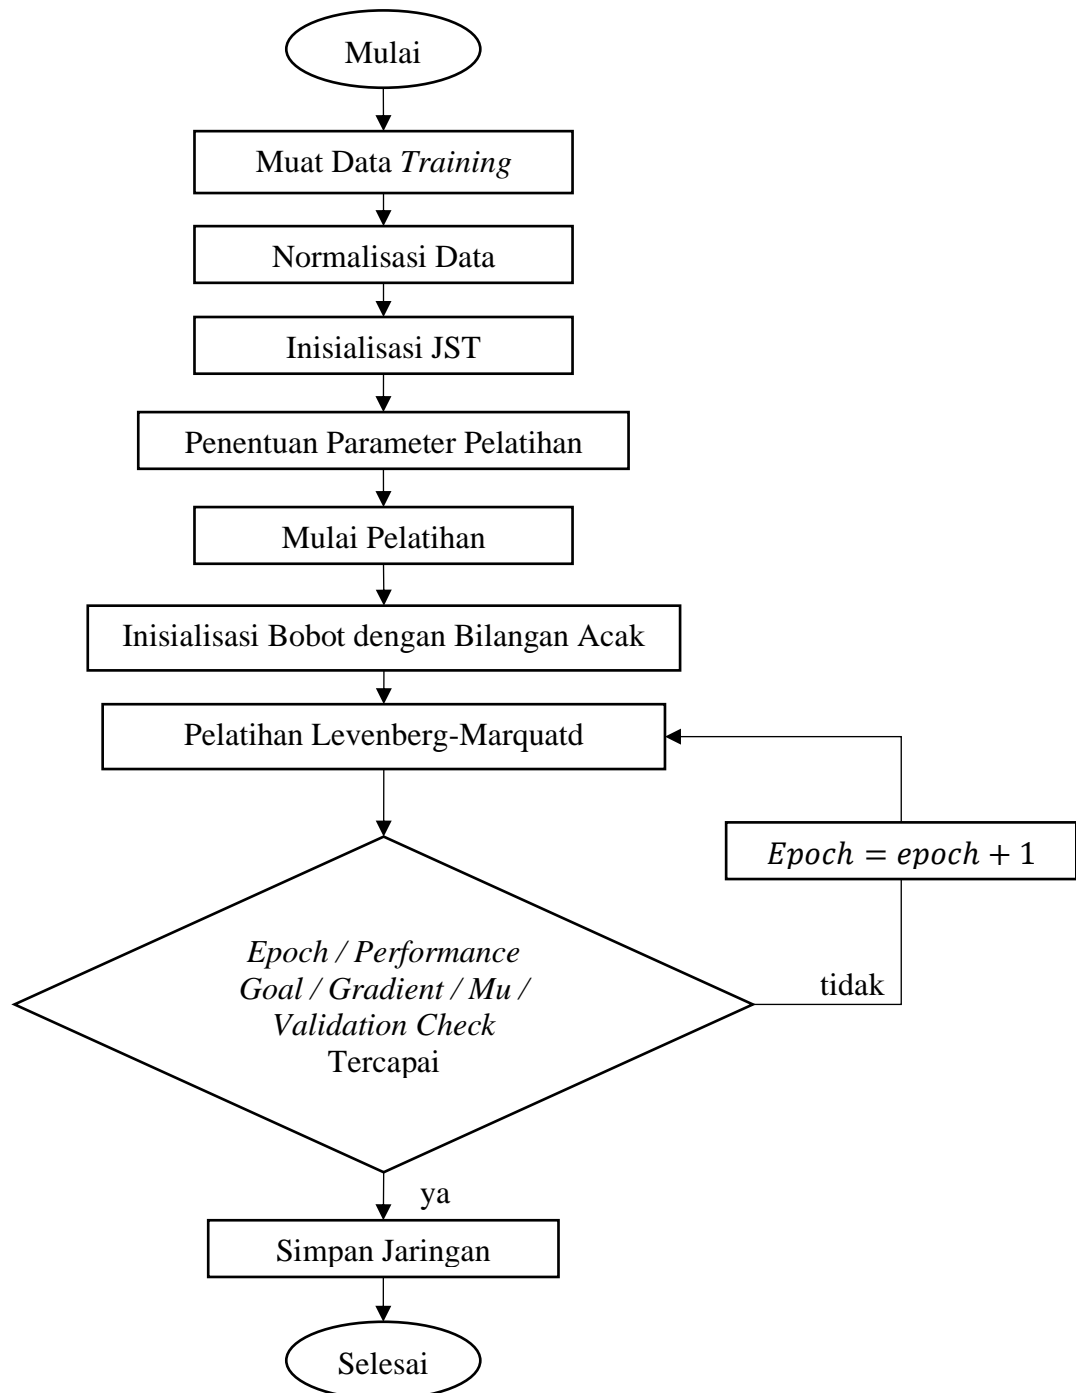 Mulai
Muat Data Training
Normalisasi Data
Inisialisasi JST
Penentuan Parameter Pelatihan
Mulai Pelatihan
Inisialisasi Bobot dengan Bilangan Acak
Pelatihan Levenberg-Marquatd
Epoch = epoch + 1
Epoch / Performance
Goal / Gradient / Mu /
Validation Check
Tercapai
tidak
ya
Simpan Jaringan
Selesai